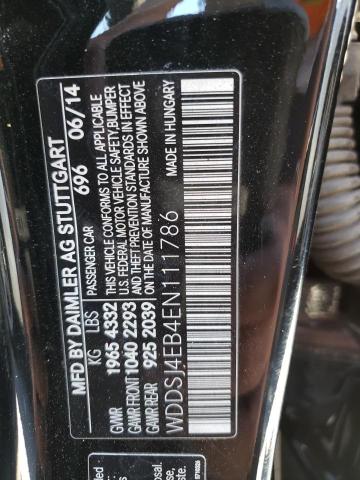 MFD BY DAIMLER AG STUTTGART
696 06/14
PASSENGER CAR
KG LBS
GVWR 1965 4332
GAWR FRONT 1040 2293
GAWR REAR 925 2039
THIS VEHICLE CONFORMS TO ALL APPLICABLE
U.S. FEDERAL MOTOR VEHICLE SAFETY,BUMPER
AND THEFT PREVENTION STANDARDS IN EFFECT
ON THE DATE OF MANUFACTURE SHOWN ABOVE
MADE IN HUNGARY
WDDSJ4EB4EN111786